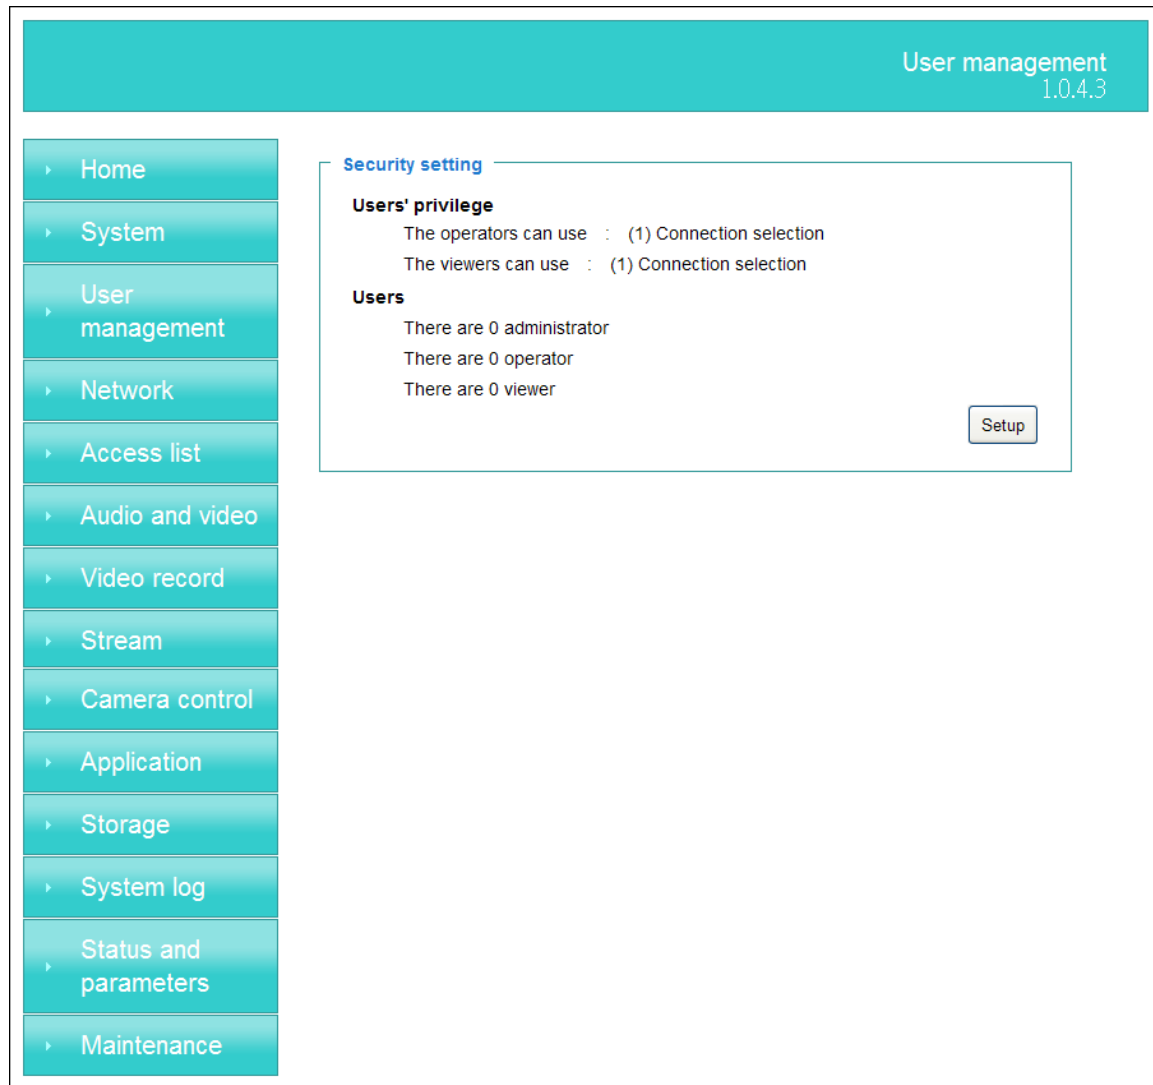 User management
1.0.4.3
Home
System
User
management
Network
Access list
Audio and video
Video record
Stream
Camera control
Application
Storage
System log
Status and
parameters
Maintenance
Security setting
Users' privilege
The operators can use : (1) Connection selection
The viewers can use : (1) Connection selection
Users
There are 0 administrator
There are 0 operator
There are 0 viewer
Setup